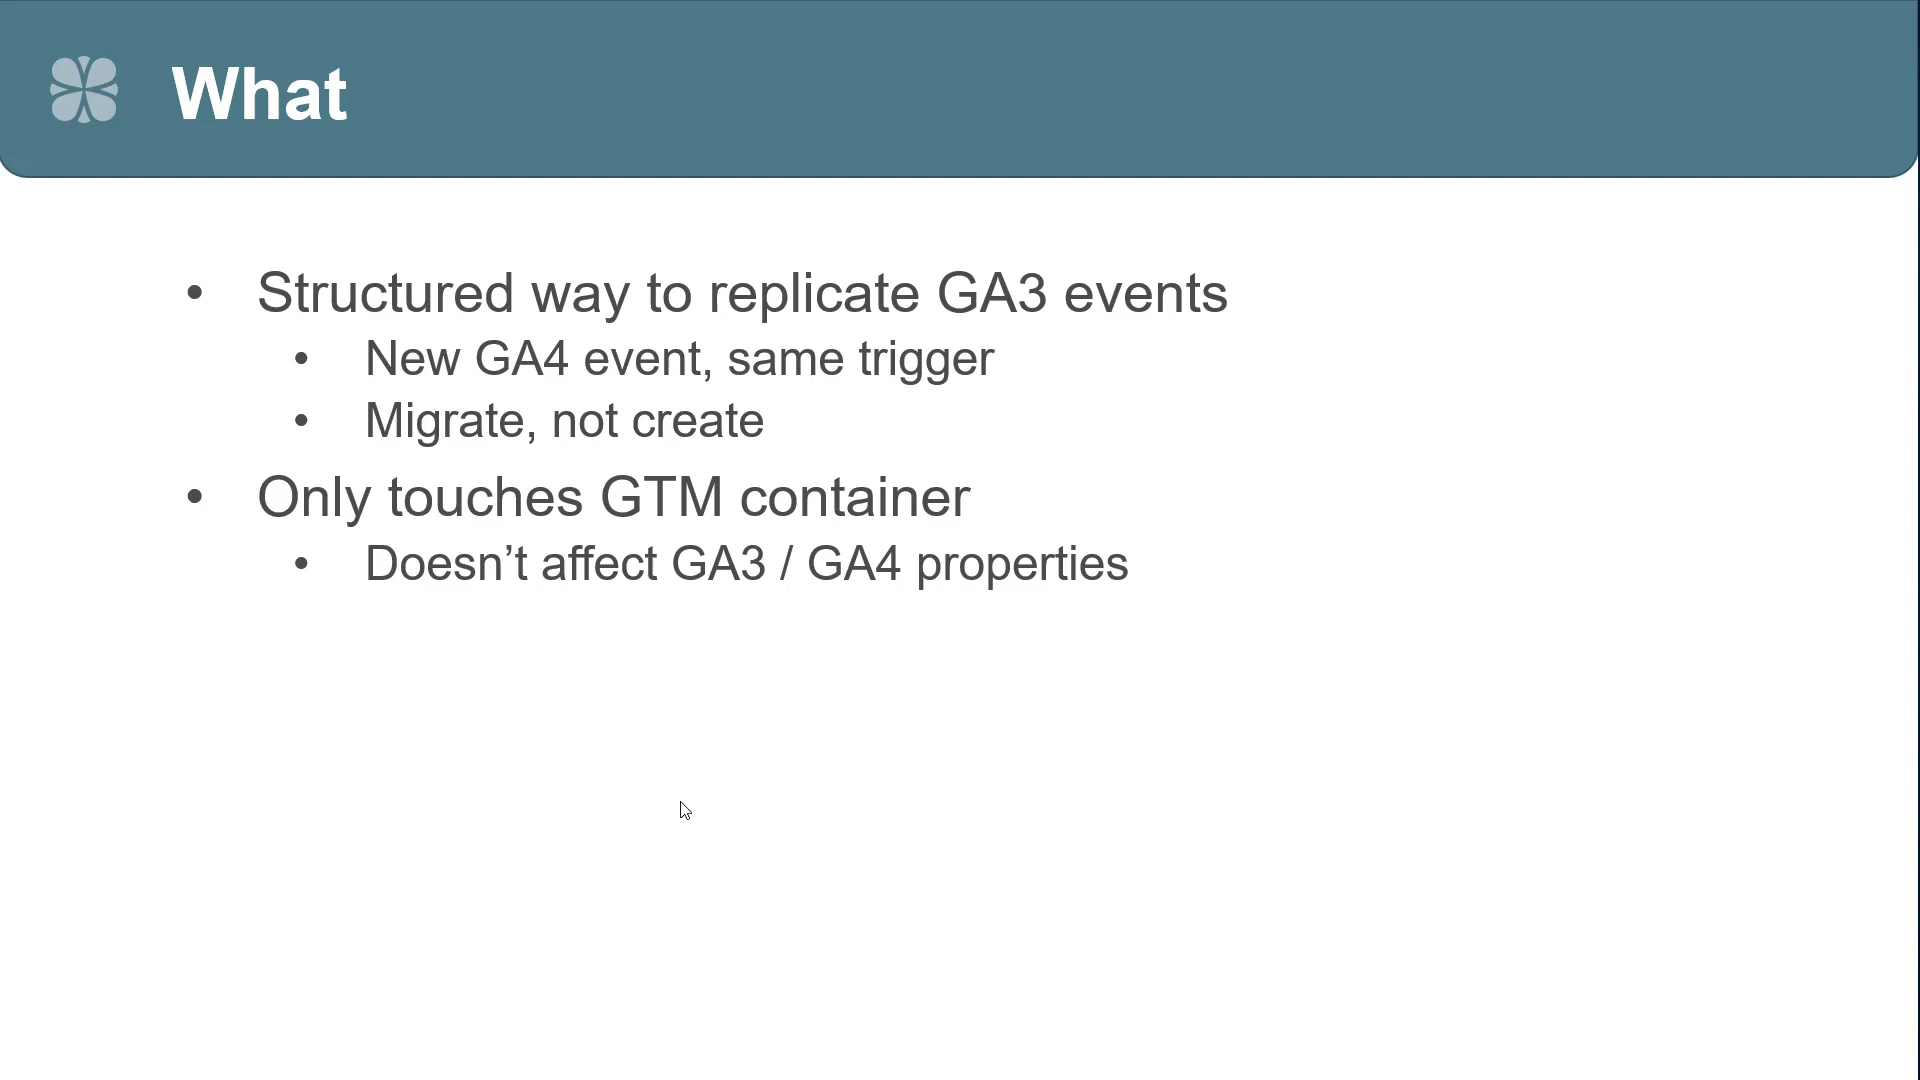 What
• Structured way to replicate GA3 events
• New GA4 event, same trigger
• Migrate, not create
• Only touches GTM container
• Doesn’t affect GA3 / GA4 properties